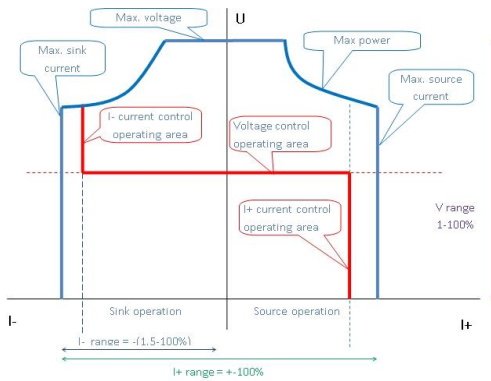 Max. voltage
U
Max power
Max. sink
current
Max. source
current
I- current control
operating area
Voltage control
operating area
I+ current control
operating area
V range
1-100%
Sink operation
Source operation
I-
I+
I- range = -(1.5-100%)
I+ range = +-100%